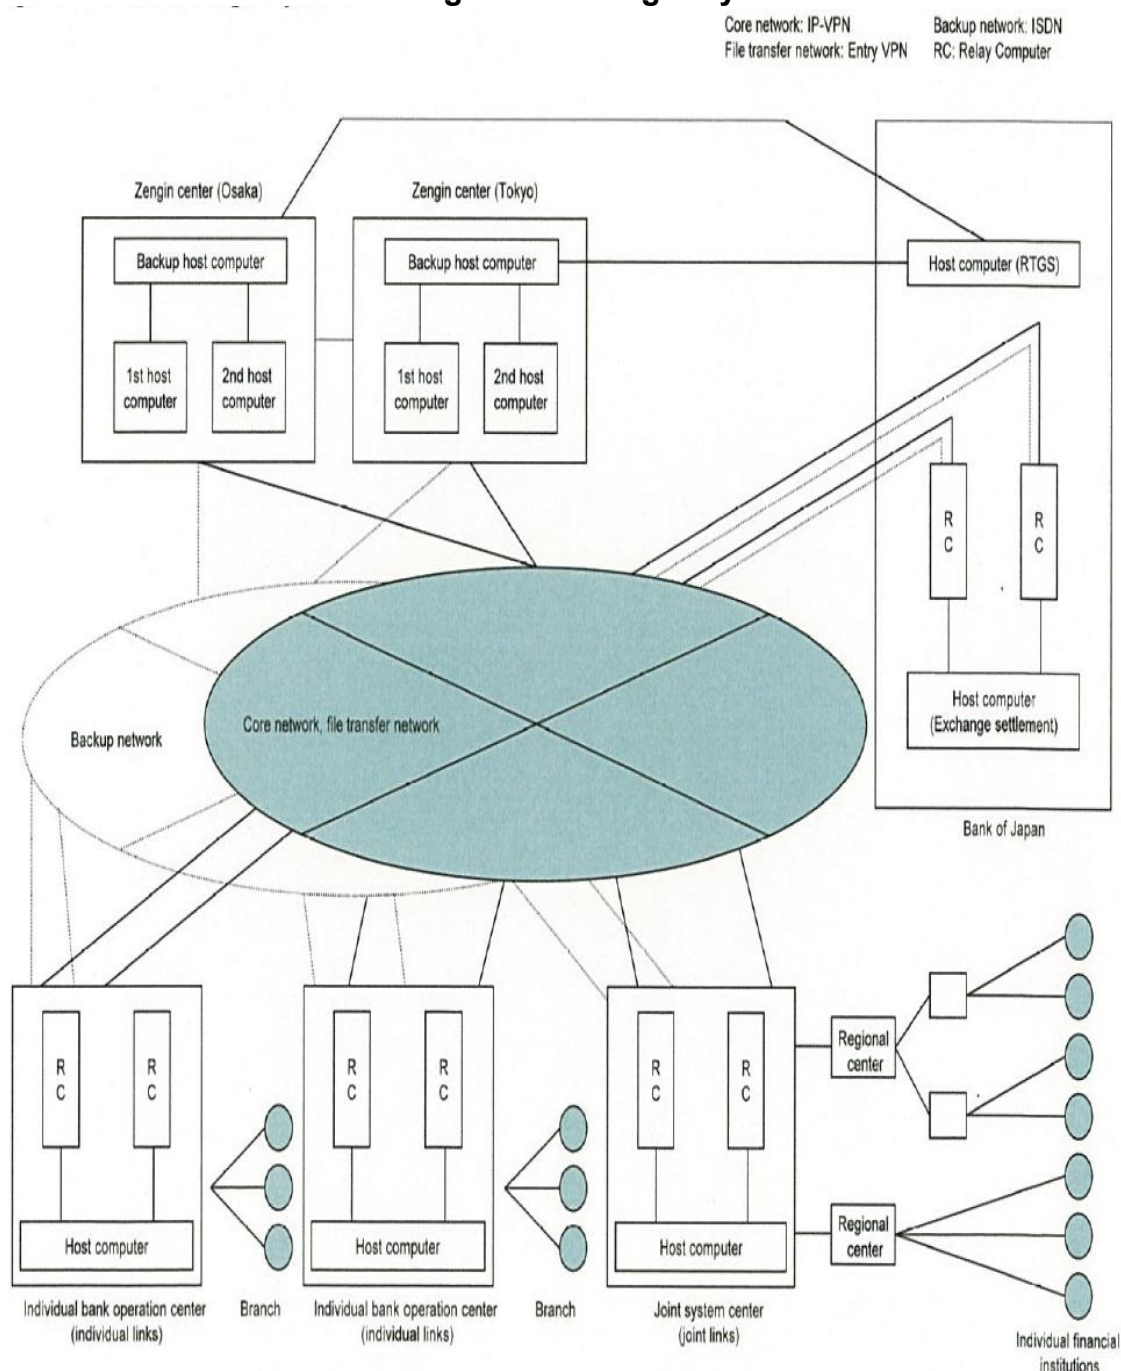 Core network: IP-VPN
Backup network: ISDN
File transfer network: Entry VPN
RC: Relay Computer
Zengin center (Osaka)
Zengin center (Tokyo)
Backup host computer
Backup host computer
Host computer (RTGS)
1st host
computer
2nd host
computer
1st host
computer
2nd host
computer
R
C
R
C
Host computer
(Exchange settlement)
Core network, file transfer network
Backup network
Bank of Japan
R
C
R
C
R
C
R
C
R
C
R
C
Regional
center
Regional
center
Host computer
Host computer
Host computer
Individual bank operation center
(individual links)
Branch
Individual bank operation center
(individual links)
Branch
Joint system center
(joint links)
Individual financial
institutions